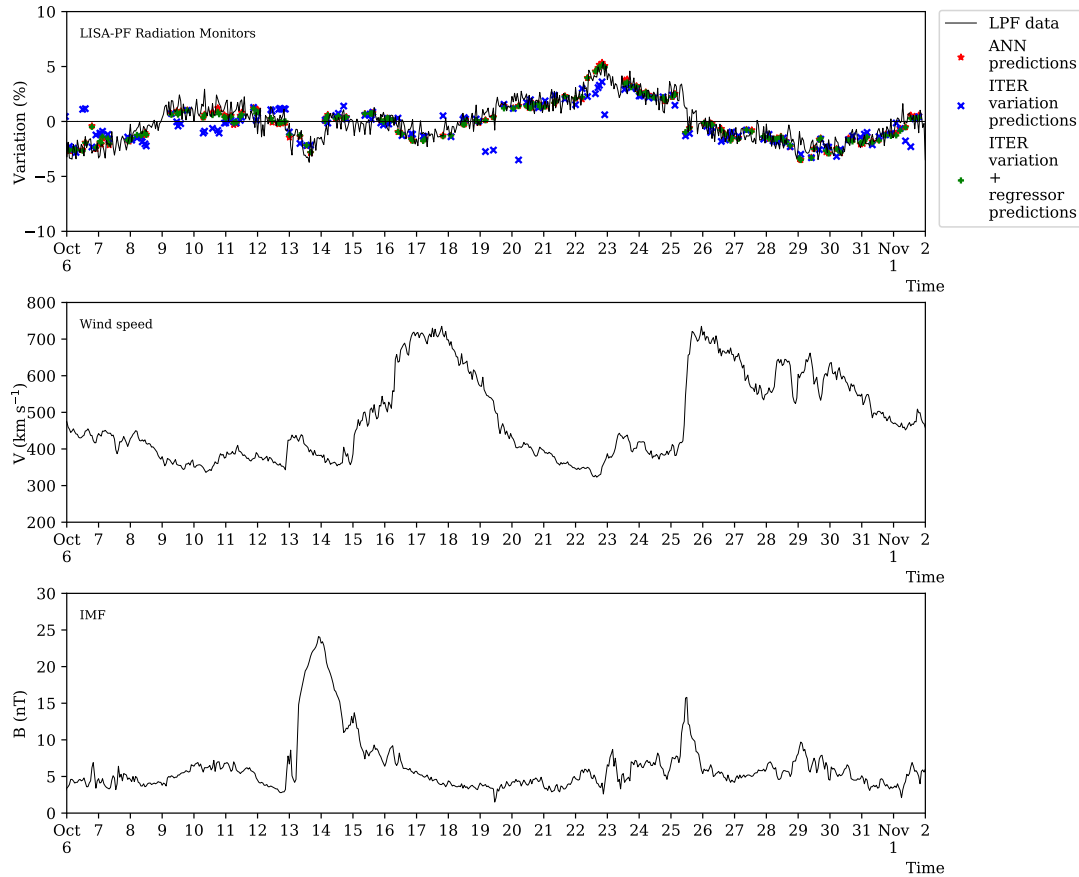 10
5
0
−5
−10
Variation (%)
LISA-PF Radiation Monitors
Oct 7 8 9 10 11 12 13 14 15 16 17 18 19 20 21 22 23 24 25 26 27 28 29 30 31 Nov 2
6 1
Time
LPF data
ANN
predictions
ITER
variation
predictions
ITER
variation
+
regressor
predictions
800
700
600
500
400
300
200
V (km s⁻¹)
Wind speed
Oct 7 8 9 10 11 12 13 14 15 16 17 18 19 20 21 22 23 24 25 26 27 28 29 30 31 Nov 2
6 1
Time
30
25
20
15
10
5
0
B (nT)
IMF
Oct 7 8 9 10 11 12 13 14 15 16 17 18 19 20 21 22 23 24 25 26 27 28 29 30 31 Nov 2
6 1
Time